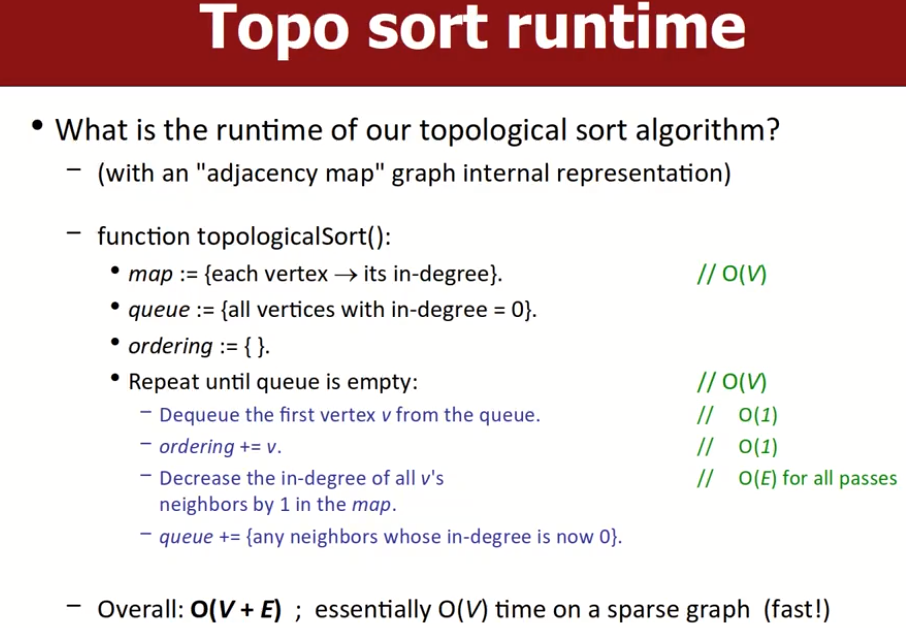 Topo sort runtime
• What is the runtime of our topological sort algorithm?
– (with an "adjacency map" graph internal representation)
– function topologicalSort():
• map := {each vertex → its in-degree}. // O(V)
• queue := {all vertices with in-degree = 0}.
• ordering := { }.
• Repeat until queue is empty: // O(V)
– Dequeue the first vertex v from the queue. // O(1)
– ordering += v. // O(1)
– Decrease the in-degree of all v's // O(E) for all passes
neighbors by 1 in the map.
– queue += {any neighbors whose in-degree is now 0}.
– Overall: O(V + E) ; essentially O(V) time on a sparse graph (fast!)